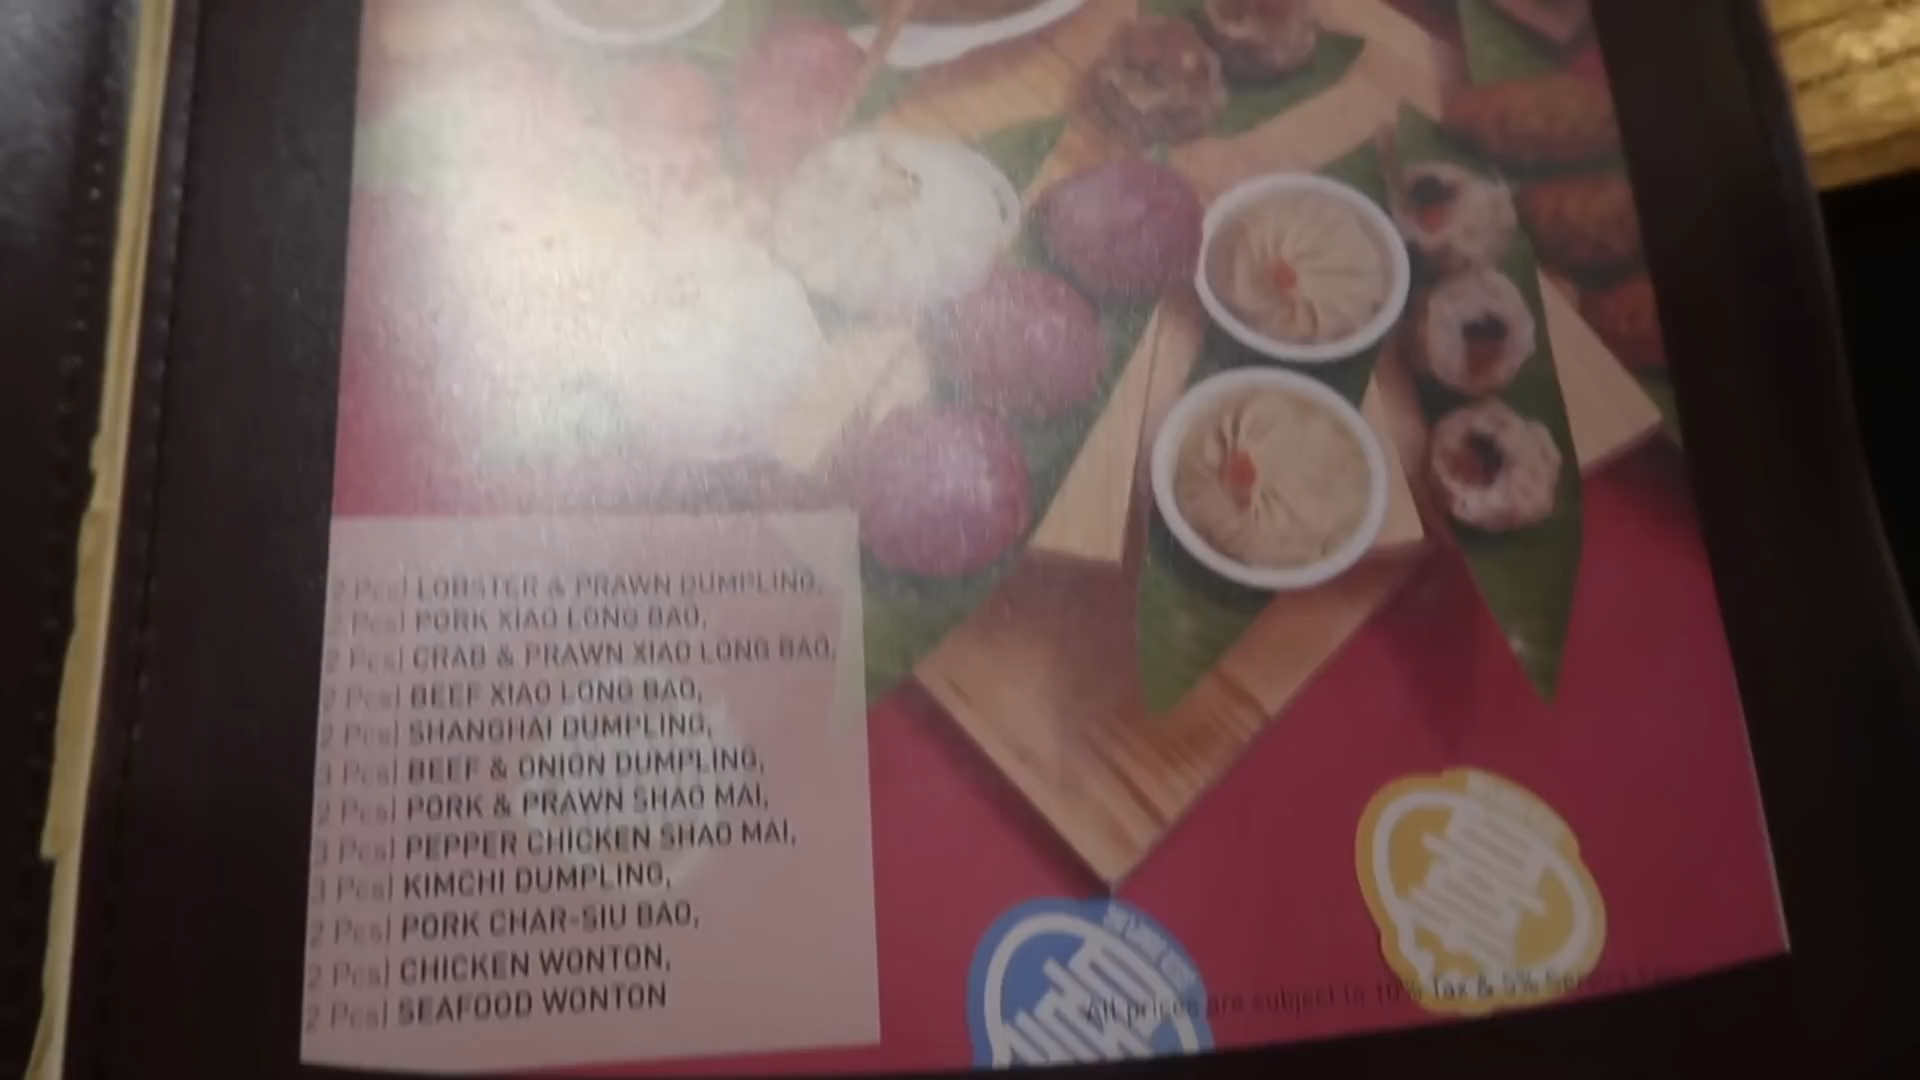 2 Pcs| LOBSTER & PRAWN DUMPLING,
2 Pcs| PORK XIAO LONG BAO,
2 Pcs| CRAB & PRAWN XIAO LONG BAO,
2 Pcs| BEEF XIAO LONG BAO,
2 Pcs| SHANGHAI DUMPLING,
3 Pcs| BEEF & ONION DUMPLING,
2 Pcs| PORK & PRAWN SHAO MAI,
3 Pcs| PEPPER CHICKEN SHAO MAI,
3 Pcs| KIMCHI DUMPLING,
2 Pcs| PORK CHAR-SIU BAO,
2 Pcs| CHICKEN WONTON,
2 Pcs| SEAFOOD WONTON
All prices are subject to 10% Tax & 5%